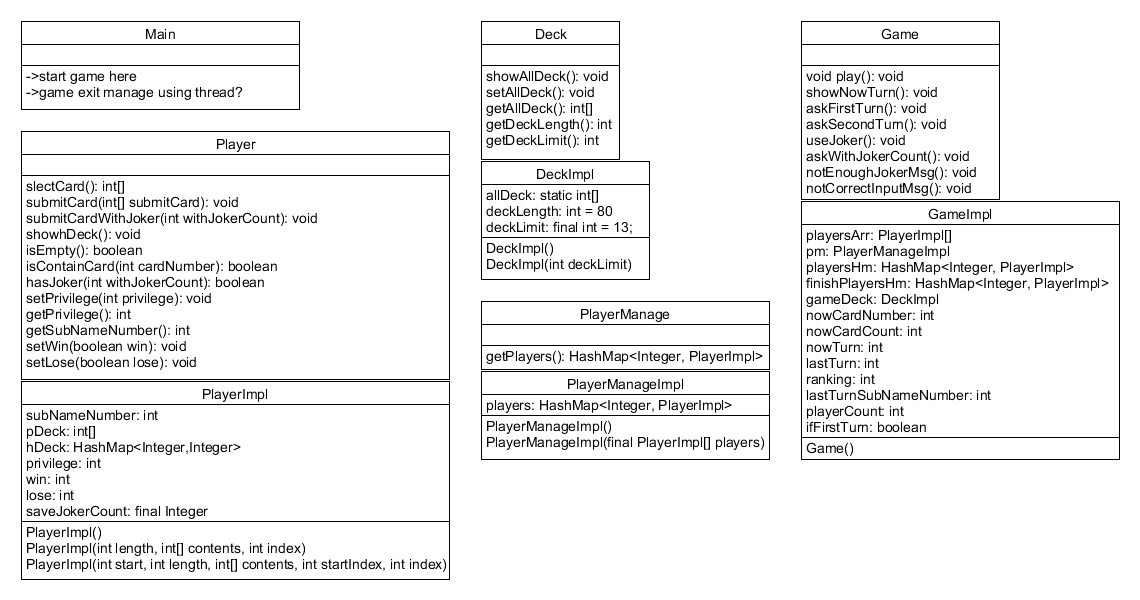 Main
->start game here
->game exit manage using thread?
Player
slectCard(): int[]
submitCard(int[] submitCard): void
submitCardWithJoker(int withJokerCount): void
showhDeck(): void
isEmpty(): boolean
isContainCard(int cardNumber): boolean
hasJoker(int withJokerCount): boolean
setPrivilege(int privilege): void
getPrivilege(): int
getSubNameNumber(): int
setWin(boolean win): void
setLose(boolean lose): void
PlayerImpl
subNameNumber: int
pDeck: int[]
hDeck: HashMap<Integer,Integer>
privilege: int
win: int
lose: int
saveJokerCount: final Integer
PlayerImpl()
PlayerImpl(int length, int[] contents, int index)
PlayerImpl(int start, int length, int[] contents, int startIndex, int index)
Deck
showAllDeck(): void
setAllDeck(): void
getAllDeck(): int[]
getDeckLength(): int
getDeckLimit(): int
DeckImpl
allDeck: static int[]
deckLength: int = 80
deckLimit: final int = 13;
DeckImpl()
DeckImpl(int deckLimit)
PlayerManage
getPlayers(): HashMap<Integer, PlayerImpl>
PlayerManageImpl
players: HashMap<Integer, PlayerImpl>
PlayerManageImpl()
PlayerManageImpl(final PlayerImpl[] players)
Game
void play(): void
showNowTurn(): void
askFirstTurn(): void
askSecondTurn(): void
useJoker(): void
askWithJokerCount(): void
notEnoughJokerMsg(): void
notCorrectInputMsg(): void
GameImpl
playersArr: PlayerImpl[]
pm: PlayerManageImpl
playersHm: HashMap<Integer, PlayerImpl>
finishPlayersHm: HashMap<Integer, PlayerImpl>
gameDeck: DeckImpl
nowCardNumber: int
nowCardCount: int
nowTurn: int
lastTurn: int
ranking: int
lastTurnSubNameNumber: int
playerCount: int
ifFirstTurn: boolean
Game()